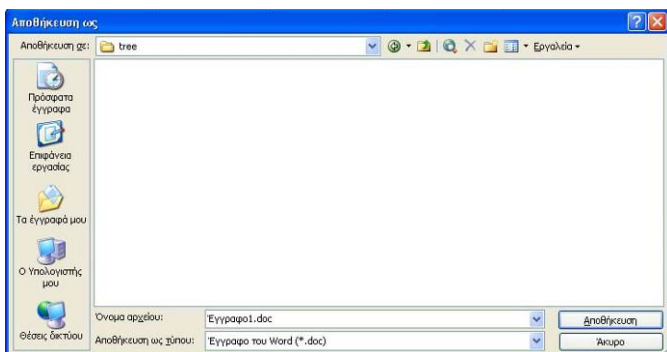 Αποθήκευση ως
Αποθήκευση σε:
tree
Εργαλεία
Πρόσφατα
έγγραφα
Επιφάνεια
εργασίας
Τα έγγραφά μου
Ο Υπολογιστής
μου
Θέσεις δικτύου
Όνομα αρχείου:
Έγγραφο1.doc
Αποθήκευση
Αποθήκευση ως τύπου:
Έγγραφο του Word (*.doc)
Άκυρο